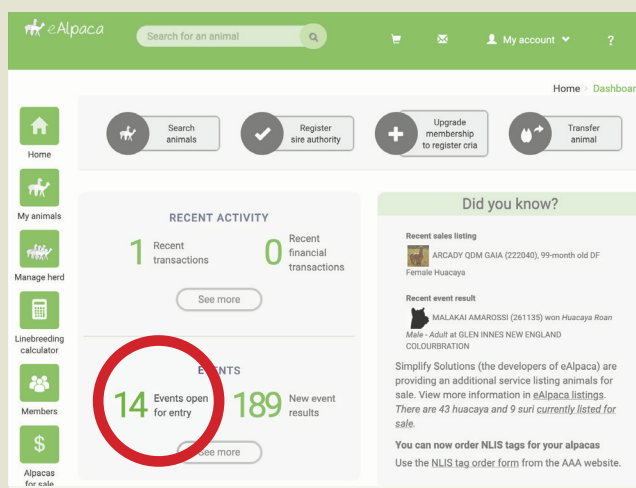 eAlpaca
Search for an animal
My account
?
Home
Dashboar
Home
My animals
Manage herd
Linebreeding
calculator
Members
$
Alpacas
for sale
Search
animals
Register
sire authority
Upgrade
membership
to register cria
Transfer
animal
RECENT ACTIVITY
1 Recent
transactions
0 Recent
financial
transactions
See more
EVENTS
14 Events open
for entry
189 New event
results
See more
Did you know?
Recent sales listing
ARCADY QDM GAIA (222040), 99-month old DF
Female Huacaya
Recent event result
MALAKAI AMAROSSI (261135) won Huacaya Roan
Male - Adult at GLEN INNES NEW ENGLAND
COLOURBRATION
Simplify Solutions (the developers of eAlpaca) are
providing an additional service listing animals for
sale. View more information in eAlpaca listings.
There are 43 huacaya and 9 suri currently listed for
sale.
You can now order NLIS tags for your alpacas
Use the NLIS tag order form from the AAA website.